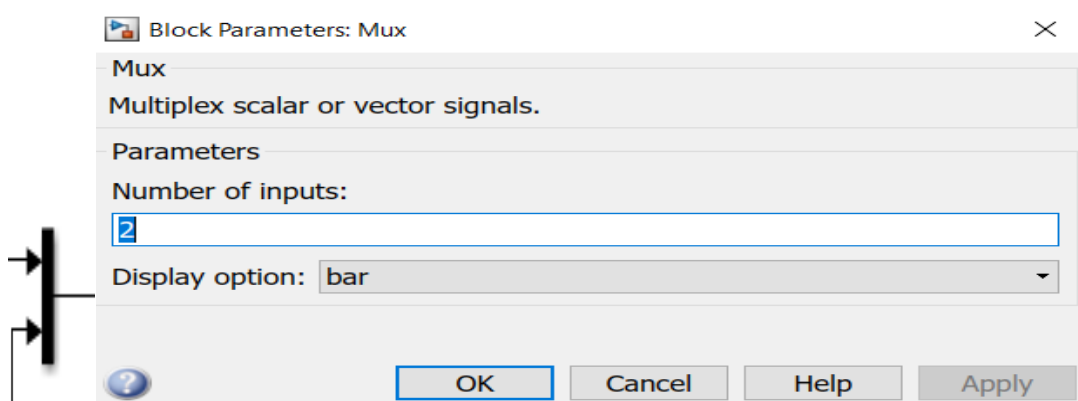 Block Parameters: Mux
Mux
Multiplex scalar or vector signals.
Parameters
Number of inputs:
2
Display option: bar
OK Cancel Help Apply